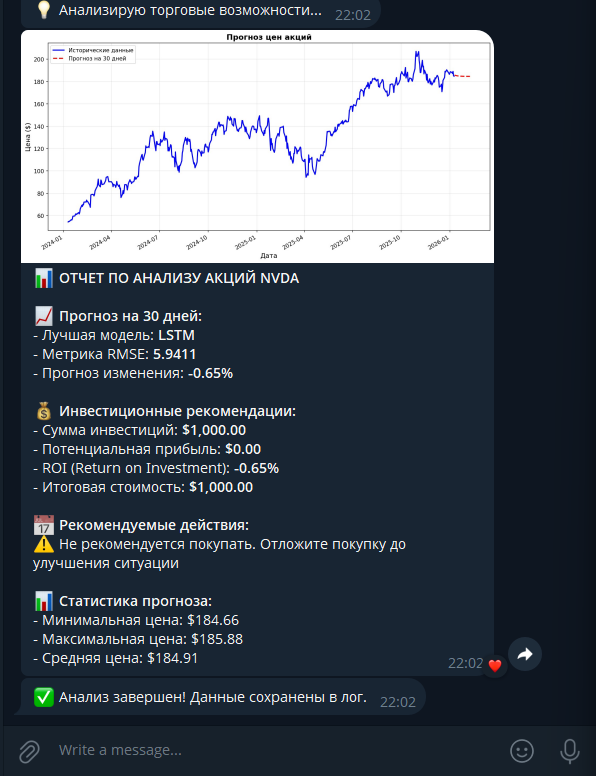 💡 Анализирую торговые возможности...
22:02
Прогноз цен акций
Исторические данные
Прогноз на 30 дней
Цена ($)
200
180
160
140
120
100
80
60
2024-01
2024-04
2024-07
2024-10
2025-01
2025-04
2025-07
2025-10
2026-01
Дата
📊 ОТЧЕТ ПО АНАЛИЗУ АКЦИЙ NVDA
📈 Прогноз на 30 дней:
- Лучшая модель: LSTM
- Метрика RMSE: 5.9411
- Прогноз изменения: -0.65%
💰 Инвестиционные рекомендации:
- Сумма инвестиций: $1,000.00
- Потенциальная прибыль: $0.00
- ROI (Return on Investment): -0.65%
- Итоговая стоимость: $1,000.00
📅 Рекомендуемые действия:
⚠️ Не рекомендуется покупать. Отложите покупку до
улучшения ситуации
📊 Статистика прогноза:
- Минимальная цена: $184.66
- Максимальная цена: $185.88
- Средняя цена: $184.91
22:02
✅ Анализ завершен! Данные сохранены в лог.
22:02
Write a message...